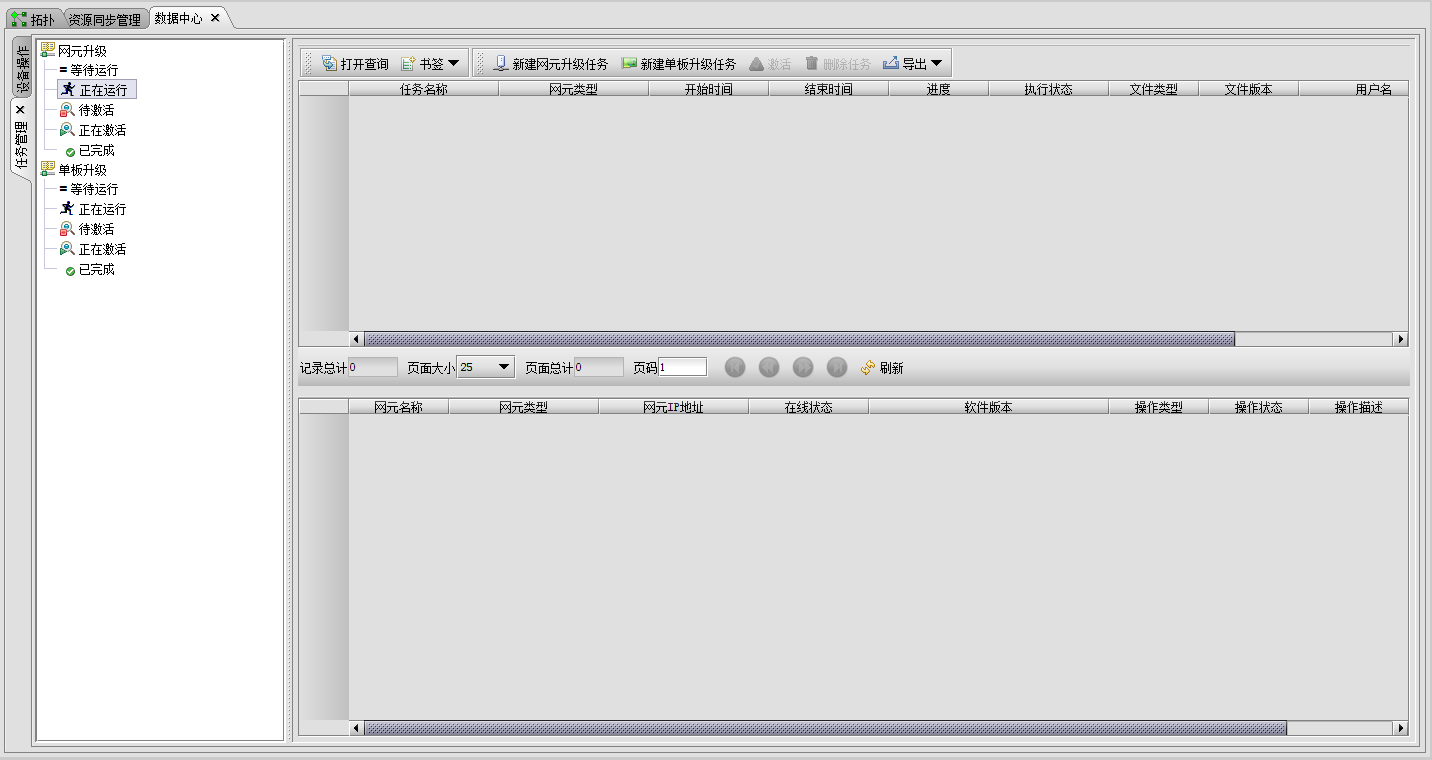 拓扑 资源同步管理 数据中心
设备操作
任务管理
网元升级
等待运行
正在运行
待激活
正在激活
已完成
单板升级
等待运行
正在运行
待激活
正在激活
已完成
打开查询 书签 新建网元升级任务 新建单板升级任务 激活 删除任务 导出
任务名称 网元类型 开始时间 结束时间 进度 执行状态 文件类型 文件版本 用户名
记录总计 0 页面大小 25 页面总计 0 页码 1 刷新
网元名称 网元类型 网元IP地址 在线状态 软件版本 操作类型 操作状态 操作描述